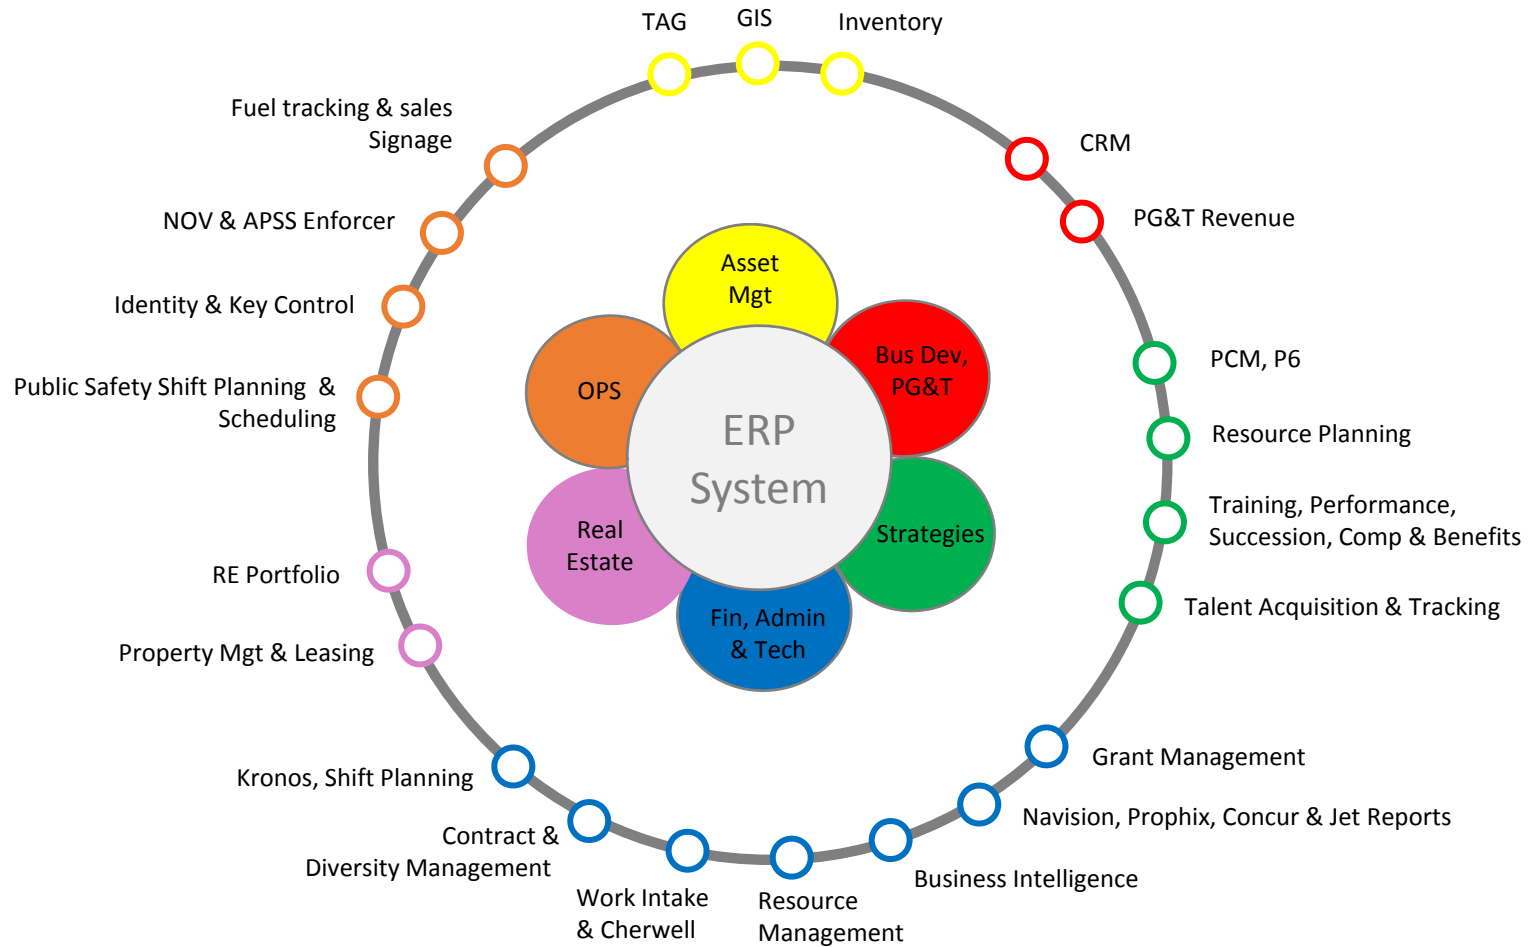 TAG
GIS
Inventory
Fuel tracking & sales
Signage
CRM
NOV & APSS Enforcer
PG&T Revenue
Identity & Key Control
Public Safety Shift Planning &
Scheduling
PCM, P6
Resource Planning
Training, Performance,
Succession, Comp & Benefits
Talent Acquisition & Tracking
Asset
Mgt
Bus Dev,
PG&T
OPS
ERP
System
Strategies
Real
Estate
Fin, Admin
& Tech
RE Portfolio
Property Mgt & Leasing
Kronos, Shift Planning
Contract &
Diversity Management
Work Intake
& Cherwell
Resource
Management
Business Intelligence
Navision, Prophix, Concur & Jet Reports
Grant Management